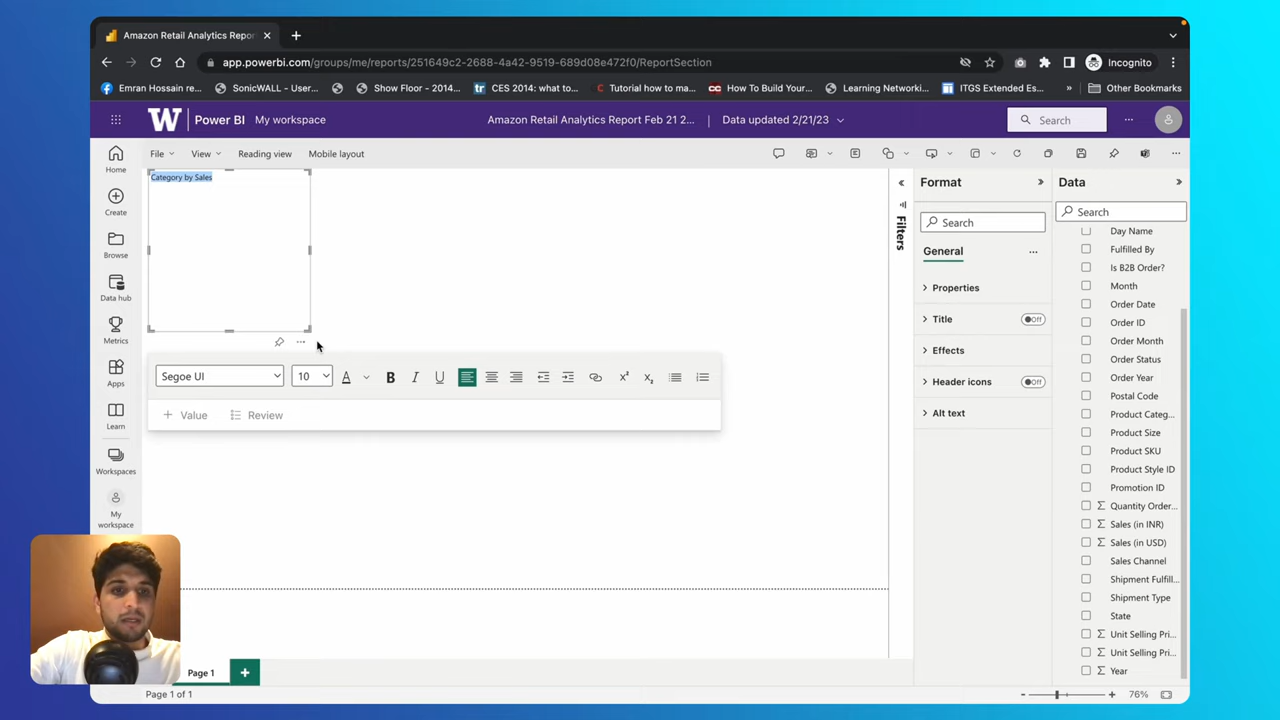 Amazon Retail Analytics Repor
app.powerbi.com/groups/me/reports/251649c2-2688-4a42-9519-689d08e472f0/ReportSection
Incognito
Emran Hossain re...
SonicWALL - User...
Show Floor - 2014...
tr
CES 2014: what to...
C
Tutorial how to ma...
cc
How To Build Your...
Learning Networki...
ITGS Extended Es...
»
Other Bookmarks
W
Power BI
My workspace
Amazon Retail Analytics Report Feb 21 2...
Data updated 2/21/23
Search
File
View
Reading view
Mobile layout
Home
Create
Browse
Data hub
Metrics
Apps
Learn
Workspaces
My
workspace
Category by Sales
Segoe UI
10
A
B
I
U
x²
x₂
+ Value
Review
Filters
Format
Search
General
Properties
Title
Off
Effects
Header icons
Off
Alt text
Data
Search
Day Name
Fulfilled By
Is B2B Order?
Month
Order Date
Order ID
Order Month
Order Status
Order Year
Postal Code
Product Categ...
Product Size
Product SKU
Product Style ID
Promotion ID
Σ Quantity Order...
Σ Sales (in INR)
Σ Sales (in USD)
Sales Channel
Shipment Fulfill...
Shipment Type
State
Σ Unit Selling Pri...
Σ Unit Selling Pri...
Σ Year
Page 1
+
Page 1 of 1
- + 76%